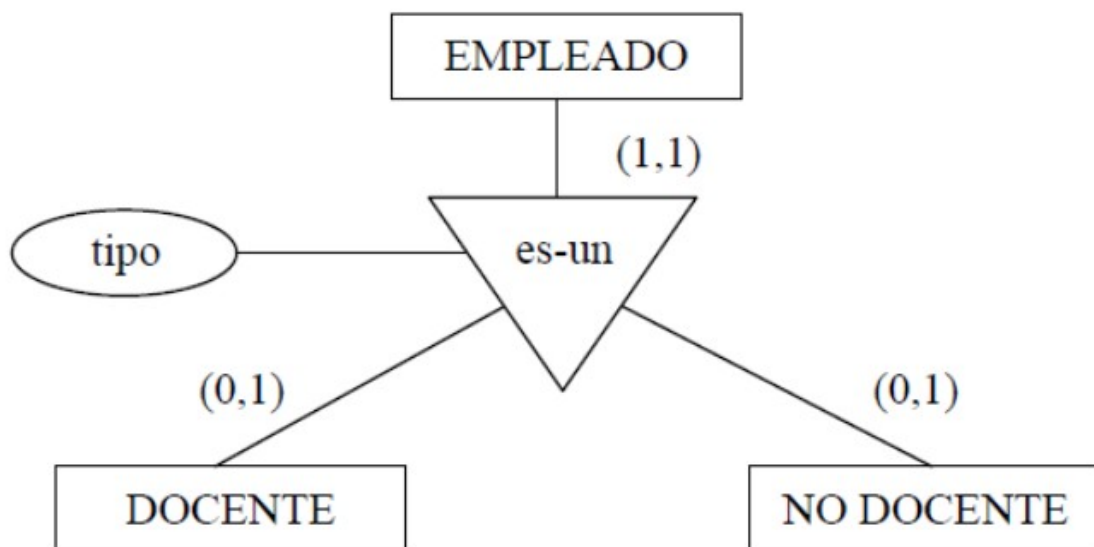 EMPLEADO
(1,1)
tipo
es-un
(0,1)
(0,1)
DOCENTE
NO DOCENTE